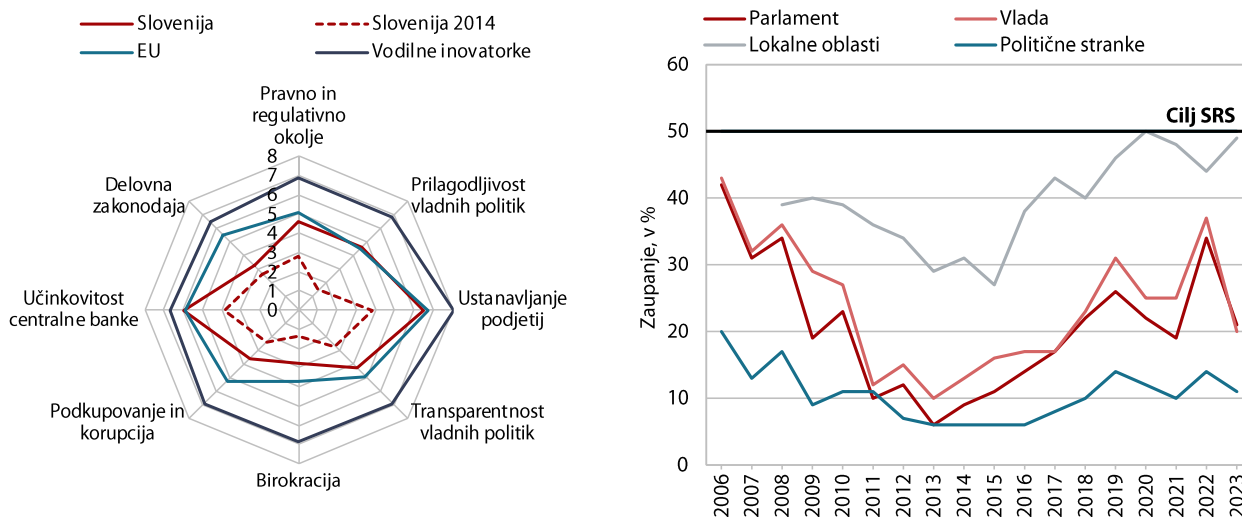 Slovenija
Slovenija 2014
EU
Vodilne inovatorke
Pravno in
regulativno
okolje
Prilagodljivost
vladnih politik
Ustanavljanje
podjetij
Transparentnost
vladnih politik
Birokracija
Podkupovanje in
korupcija
Učinkovitost
centralne banke
Delovna
zakonodaja
8
7
6
5
4
3
2
1
0
Parlament
Vlada
Lokalne oblasti
Politične stranke
Cilj SRS
Zaupanje, v %
60
50
40
30
20
10
0
2006
2007
2008
2009
2010
2011
2012
2013
2014
2015
2016
2017
2018
2019
2020
2021
2022
2023